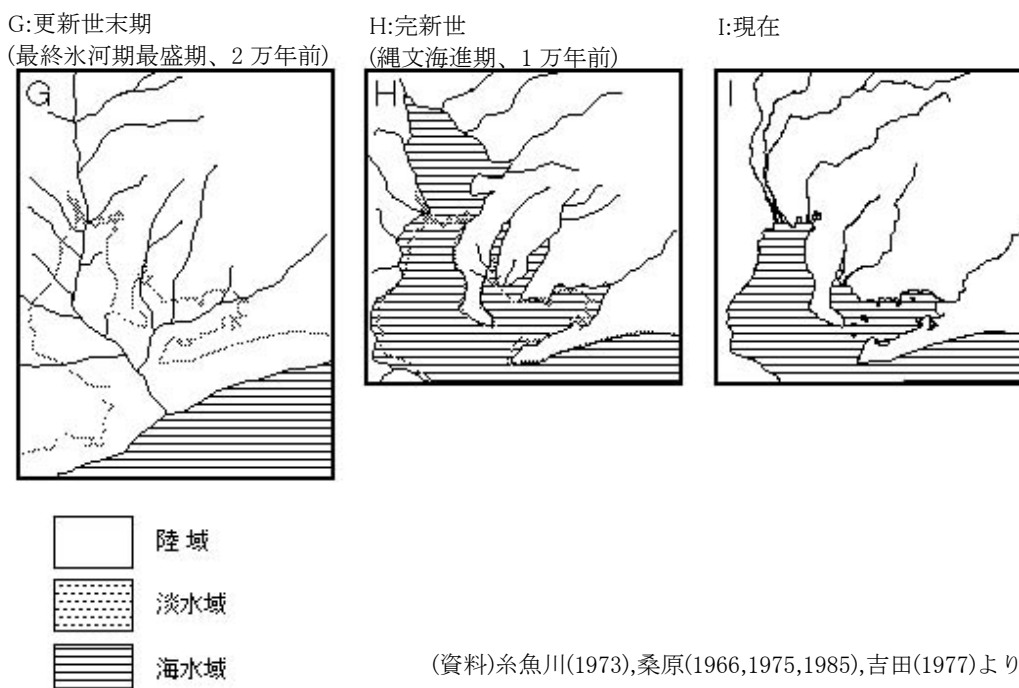 G:更新世末期
(最終氷河期最盛期、2 万年前)
H:完新世
(縄文海進期、1 万年前)
I:現在
G
H
I
陸 域
淡水域
海水域
(資料)糸魚川(1973),桑原(1966,1975,1985),吉田(1977)より